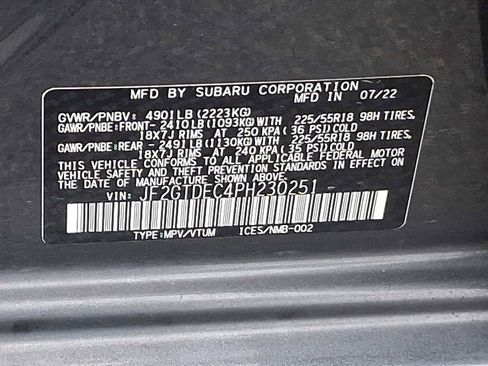 MFD BY SUBARU CORPORATION
MFD IN 07/22
GVWR/PNBV: 4901LB(2223KG)
GAWR/PNBE:FRONT-2410LB(1093KG)WITH 225/55R18 98H TIRES,
18x7J RIMS AT 250 KPA (36 PSI)COLD
GAWR/PNBE:REAR -2491LB(1130KG)WITH 225/55R18 98H TIRES,
18x7J RIMS AT 240 KPA (35 PSI)COLD
THIS VEHICLE CONFORMS TO ALL APPLICABLE FEDERAL MOTOR
VEHICLE SAFETY AND BUMPER STANDARDS IN EFFECT
ON THE DATE OF MANUFACTURE SHOWN ABOVE.
VIN: JF2GTDEC4PH230251
TYPE:MPV/VTUM ICES/NMB-002